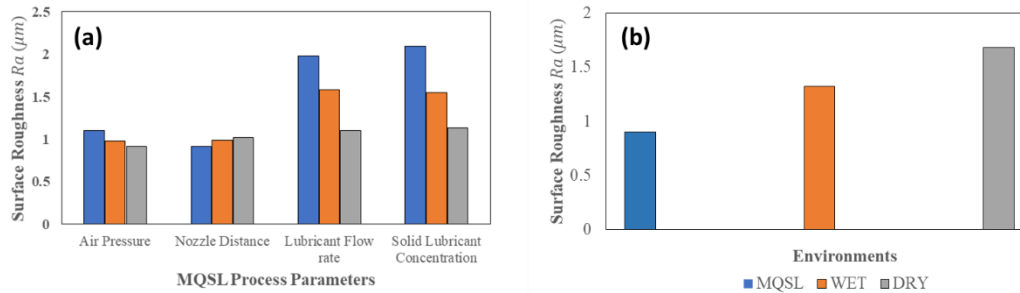 (a)
Surface Roughness Ra (μm)
2.5
2
1.5
1
0.5
0
Air Pressure
Nozzle Distance
Lubricant Flow
rate
Solid Lubricant
Concentration
MQSL Process Parameters
(b)
Surface Roughness Ra (μm)
2
1.5
1
0.5
0
Environments
MQSL WET DRY